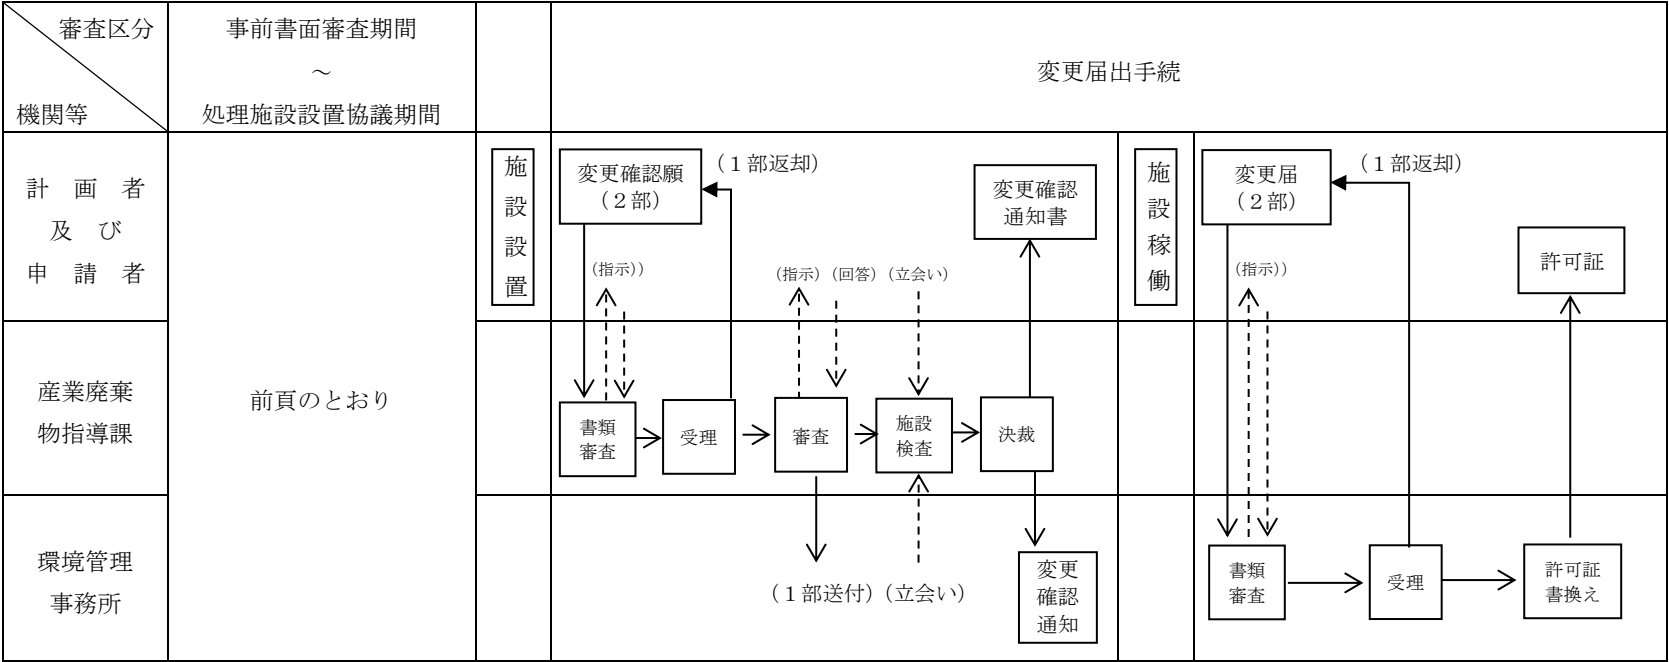 審査区分
機関等
事前書面審査期間
～
処理施設設置協議期間
変更届出手続
計　画　者
及　び
申　請　者
施設設置
変更確認願
（２部）
（１部返却）
（指示））
（指示）（回答）（立会い）
変更確認
通知書
施設稼働
変更届
（２部）
（１部返却）
（指示））
許可証
産業廃棄
物指導課
前頁のとおり
書類
審査
受理
審査
施設
検査
決裁
環境管理
事務所
（１部送付）（立会い）
変更
確認
通知
書類
審査
受理
許可証
書換え